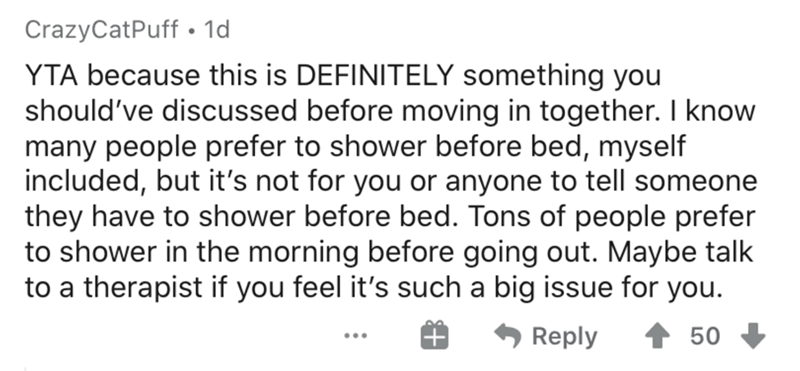 CrazyCatPuff • 1d
YTA because this is DEFINITELY something you
should've discussed before moving in together. I know
many people prefer to shower before bed, myself
included, but it's not for you or anyone to tell someone
they have to shower before bed. Tons of people prefer
to shower in the morning before going out. Maybe talk
to a therapist if you feel it's such a big issue for you.
... Reply 50